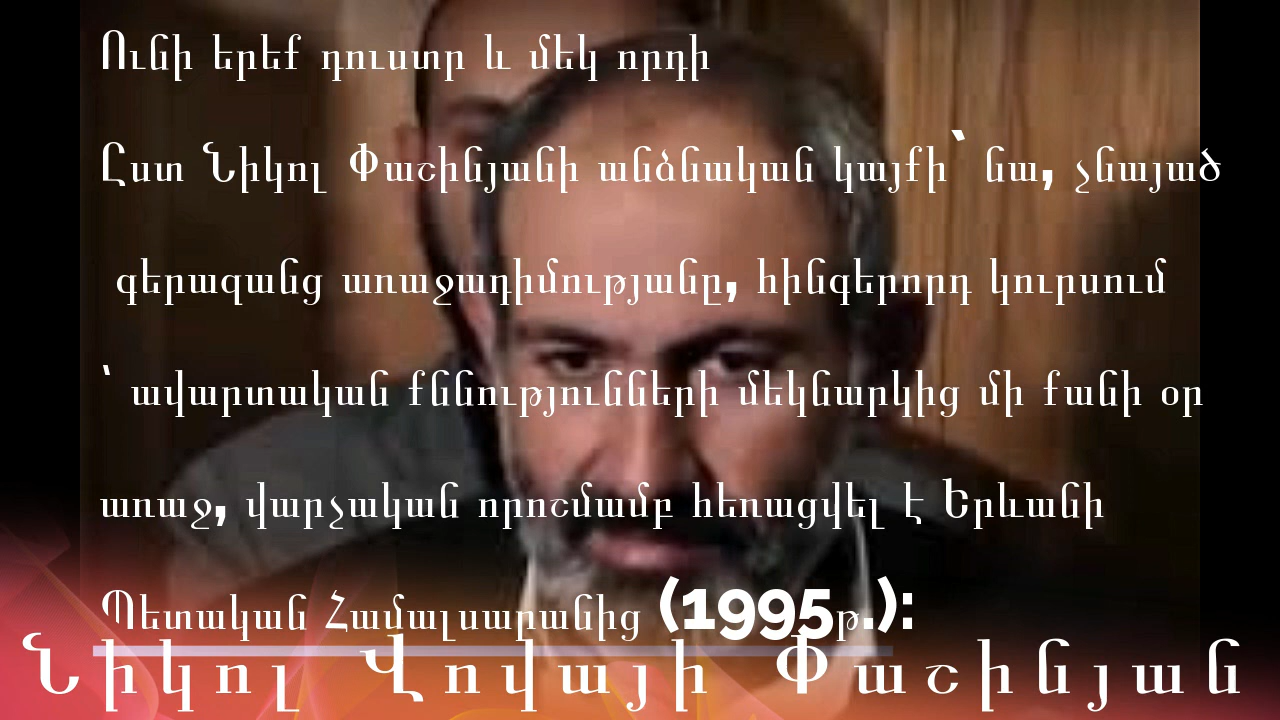 Ունի երեք դուստր և մեկ որդի
Ըստ Նիկոլ Փաշինյանի անձնական կայքի՝ նա, չնայած
գերազանց առաջադիմությանը, հինգերորդ կուրսում
՝ ավարտական քննությունների մեկնարկից մի քանի օր
առաջ, վարչական որոշմամբ հեռացվել է Երևանի
Պետական Համալսարանից (1995թ.):
Նիկոլ Վովայի Փաշինյան